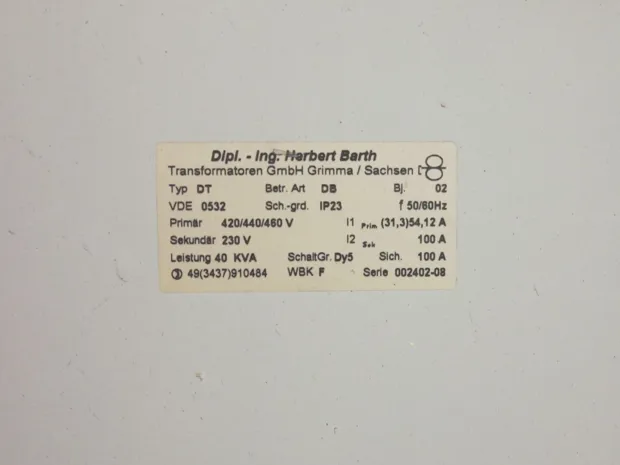 Dipl. - Ing. Herbert Barth
Transformatoren GmbH Grimma / Sachsen
Typ DT Betr. Art DB Bj. 02
VDE 0532 Sch.-grd. IP23 f 50/60Hz
Primär 420/440/460 V I1 Prim (31,3)54,12 A
Sekundär 230 V I2 Sek 100 A
Leistung 40 KVA SchaltGr. Dy5 Sich. 100 A
49(3437)910484 WBK F Serie 002402-08